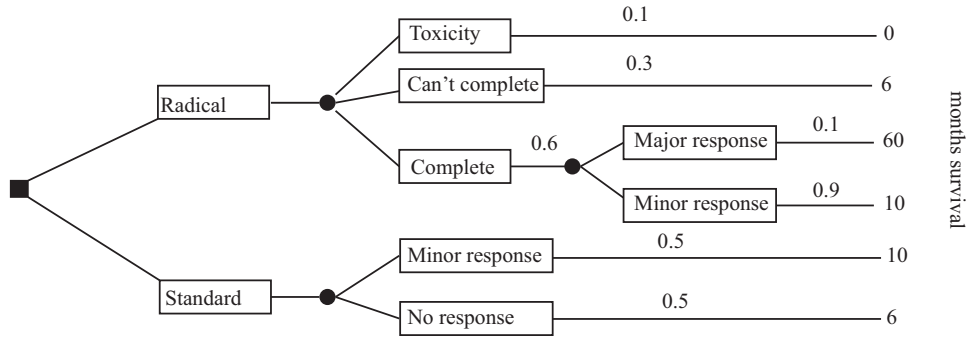 Toxicity 0.1 0
Radical Can't complete 0.3 6
Complete 0.6 Major response 0.1 60
Minor response 0.9 10
Standard Minor response 0.5 10
No response 0.5 6
months survival